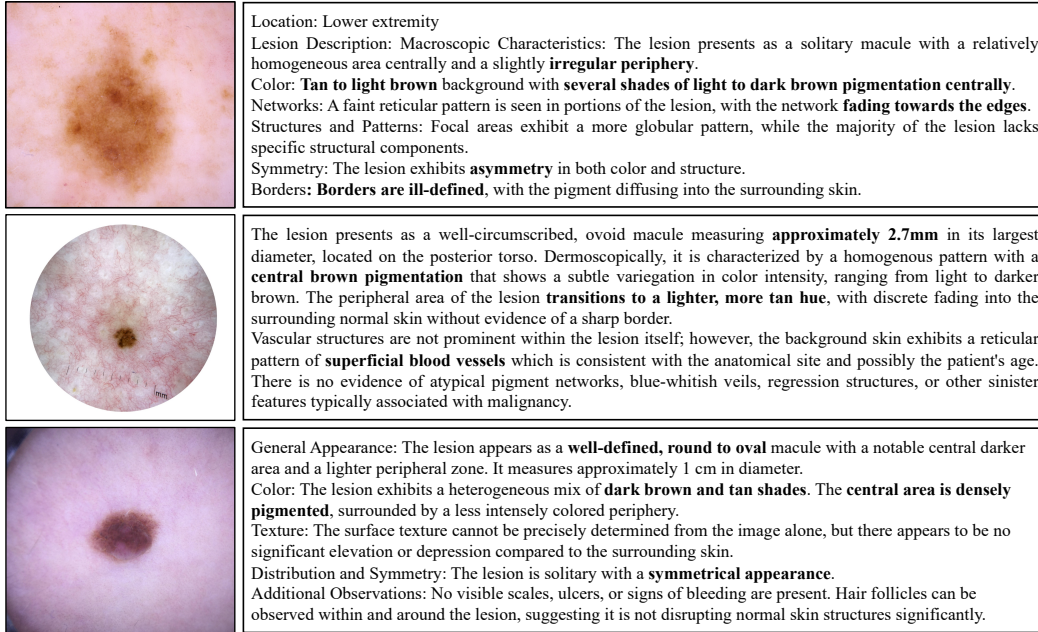 Location: Lower extremity
Lesion Description: Macroscopic Characteristics: The lesion presents as a solitary macule with a relatively
homogeneous area centrally and a slightly irregular periphery.
Color: Tan to light brown background with several shades of light to dark brown pigmentation centrally.
Networks: A faint reticular pattern is seen in portions of the lesion, with the network fading towards the edges.
Structures and Patterns: Focal areas exhibit a more globular pattern, while the majority of the lesion lacks
specific structural components.
Symmetry: The lesion exhibits asymmetry in both color and structure.
Borders: Borders are ill-defined, with the pigment diffusing into the surrounding skin.
mm
The lesion presents as a well-circumscribed, ovoid macule measuring approximately 2.7mm in its largest
diameter, located on the posterior torso. Dermoscopically, it is characterized by a homogenous pattern with a
central brown pigmentation that shows a subtle variegation in color intensity, ranging from light to darker
brown. The peripheral area of the lesion transitions to a lighter, more tan hue, with discrete fading into the
surrounding normal skin without evidence of a sharp border.
Vascular structures are not prominent within the lesion itself; however, the background skin exhibits a reticular
pattern of superficial blood vessels which is consistent with the anatomical site and possibly the patient's age.
There is no evidence of atypical pigment networks, blue-whitish veils, regression structures, or other sinister
features typically associated with malignancy.
General Appearance: The lesion appears as a well-defined, round to oval macule with a notable central darker
area and a lighter peripheral zone. It measures approximately 1 cm in diameter.
Color: The lesion exhibits a heterogeneous mix of dark brown and tan shades. The central area is densely
pigmented, surrounded by a less intensely colored periphery.
Texture: The surface texture cannot be precisely determined from the image alone, but there appears to be no
significant elevation or depression compared to the surrounding skin.
Distribution and Symmetry: The lesion is solitary with a symmetrical appearance.
Additional Observations: No visible scales, ulcers, or signs of bleeding are present. Hair follicles can be
observed within and around the lesion, suggesting it is not disrupting normal skin structures significantly.